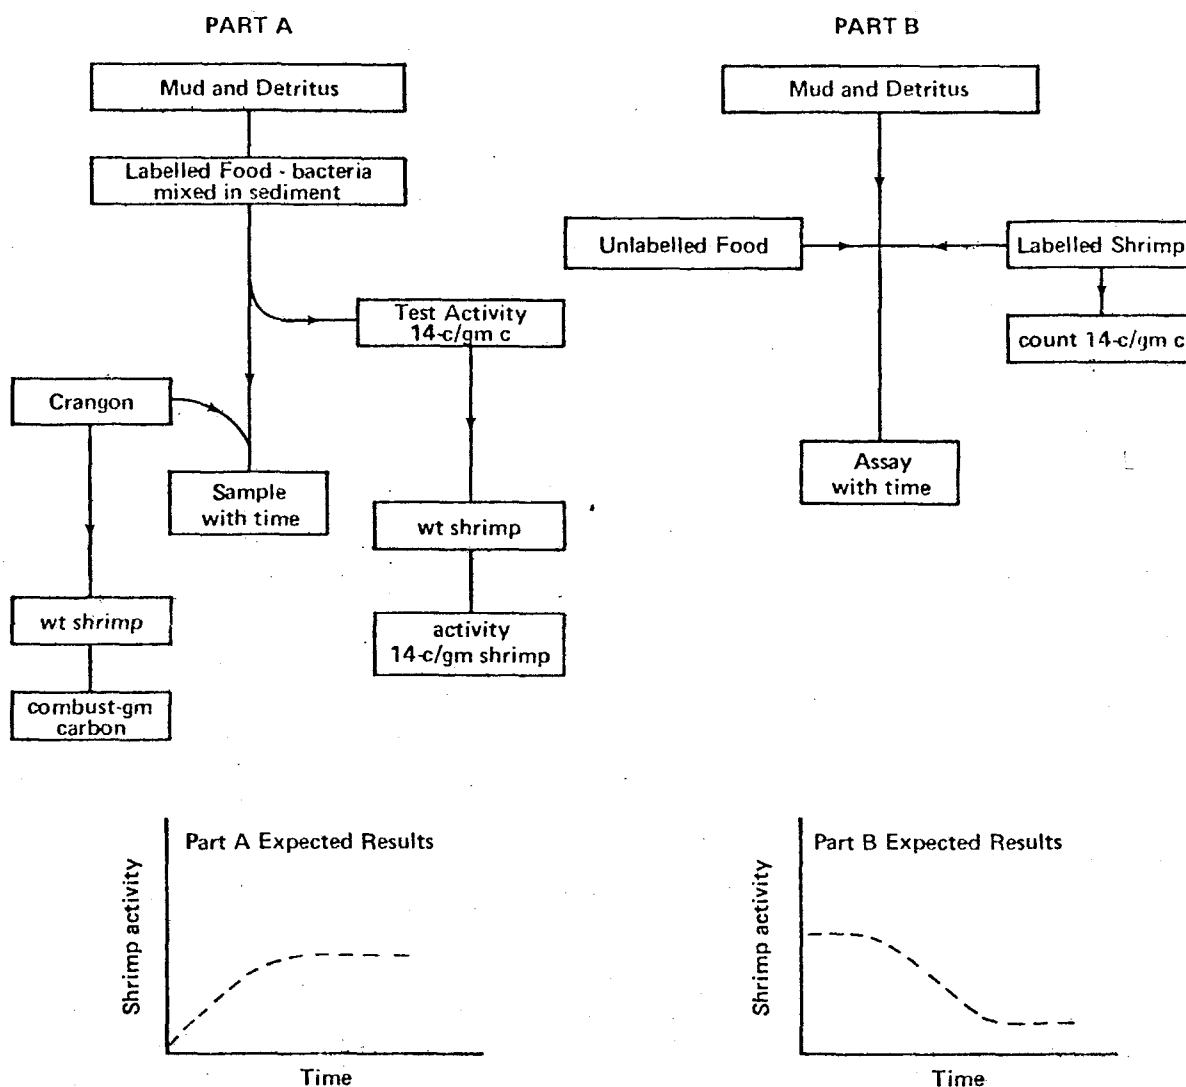 PART A
Mud and Detritus
Labelled Food - bacteria
mixed in sediment
Test Activity
14-c/gm c
Crangon
Sample
with time
wt shrimp
wt shrimp
activity
14-c/gm shrimp
combust-gm
carbon
PART B
Mud and Detritus
Unlabelled Food
Labelled Shrimp
count 14-c/gm c
Assay
with time
Part A Expected Results
Shrimp activity
Time
Part B Expected Results
Shrimp activity
Time